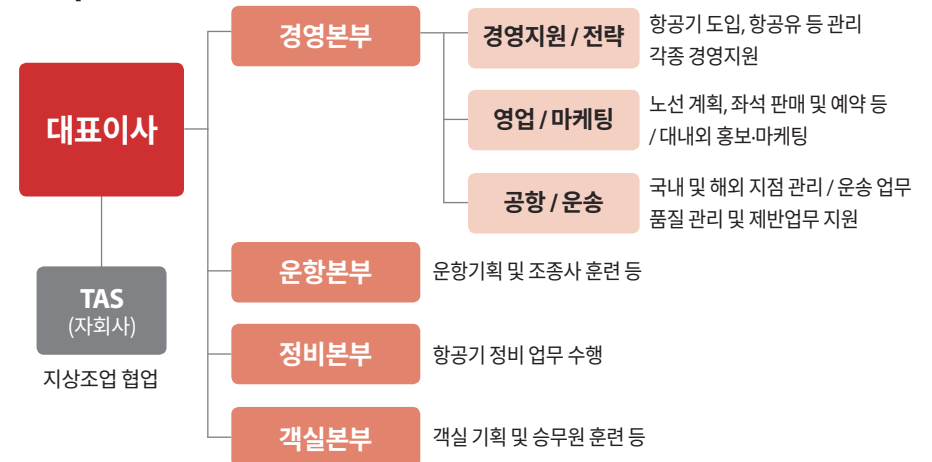 대표이사
TAS
(자회사)
지상조업 협업
경영본부
경영지원 / 전략
항공기 도입, 항공유 등 관리
각종 경영지원
영업 / 마케팅
노선 계획, 좌석 판매 및 예약 등
/ 대내외 홍보·마케팅
공항 / 운송
국내 및 해외 지점 관리 / 운송 업무
품질 관리 및 제반업무 지원
운항본부
운항기획 및 조종사 훈련 등
정비본부
항공기 정비 업무 수행
객실본부
객실 기획 및 승무원 훈련 등